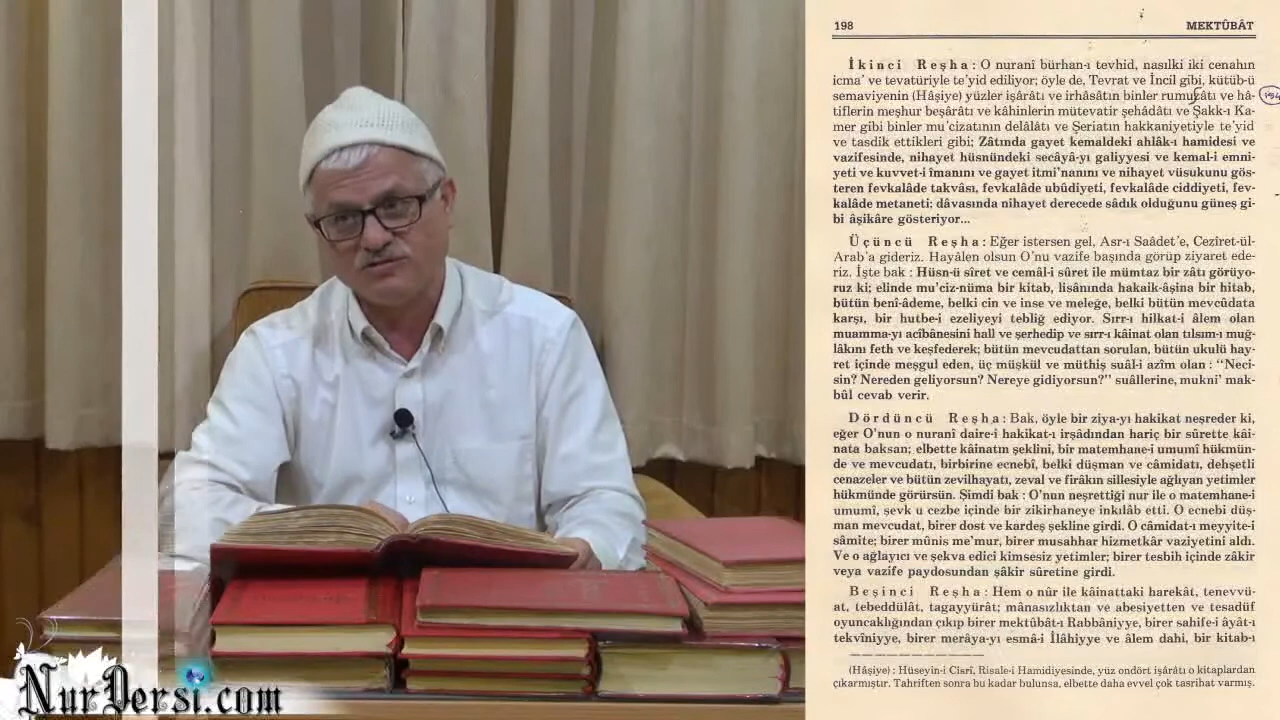 198 MEKTÛBÂT
İkinci Reşha: O nuranî bürhan-ı tevhid, nasılki iki cenahın
icma' ve tevatüriyle te'yid ediliyor; öyle de, Tevrat ve İncil gibi, kütüb-ü
semaviyenin (Hâşiye) yüzler işârâtı ve irhâsâtın binler rumuzâtı ve hâ-
tiflerin meşhur beşârâtı ve kâhinlerin mütevatir şehâdâtı ve Şakk-ı Ka-
mer gibi binler mu'cizatının delâlâtı ve Şeriatın hakkaniyetiyle te'yid
ve tasdik ettikleri gibi; Zâtında gayet kemaldeki ahlâk-ı hamidesi ve
vazifesinde, nihayet hüsnündeki secâyâ-yı galiyyesi ve kemal-i emni-
yeti ve kuvvet-i îmanını ve gayet itmi'nanını ve nihayet vüsukunu gös-
teren fevkalâde takvâsı, fevkalâde ubûdiyeti, fevkalâde ciddiyeti, fev-
kalâde metaneti; dâvasında nihayet derecede sâdık olduğunu güneş gi-
bi âşikâre gösteriyor...
Üçüncü Reşha: Eğer istersen gel, Asr-ı Saâdet'e, Cezîret-ül-
Arab'a gideriz. Hayâlen olsun O'nu vazife başında görüp ziyaret ede-
riz. İşte bak : Hüsn-ü sîret ve cemâl-i sûret ile mümtaz bir zâtı görüyo-
ruz ki; elinde mu'ciz-nüma bir kitab, lisânında hakaik-âşina bir hitab,
bütün benî-âdeme, belki cin ve inse ve meleğe, belki bütün mevcûdata
karşı, bir hutbe-i ezeliyeyi tebliğ ediyor. Sırr-ı hilkat-i âlem olan
muamma-yı acîbânesini hall ve şerhedip ve sırr-ı kâinat olan tılsım-ı muğ-
lâkını feth ve keşfederek; bütün mevcudattan sorulan, bütün ukulü hay-
ret içinde meşgul eden, üç müşkül ve müthiş suâl-i azîm olan : "Neci-
sin? Nereden geliyorsun? Nereye gidiyorsun?" suâllerine, mukni' mak-
bûl cevab verir.
Dördüncü Reşha: Bak, öyle bir ziya-yı hakikat neşreder ki,
eğer O'nun o nuranî daire-i hakikat-ı irşâdından hariç bir sûrette kâi-
nata baksan; elbette kâinatın şeklini, bir matemhane-i umumî hükmün-
de ve mevcudatı, birbirine ecnebî, belki düşman ve câmidatı, dehşetli
cenazeler ve bütün zevilhayatı, zeval ve firâkın sillesiyle ağlıyan yetimler
hükmünde görürsün. Şimdi bak : O'nun neşrettiği nur ile o matemhane-i
umumî, şevk u cezbe içinde bir zikirhaneye inkılâb etti. O ecnebi düş-
man mevcudat, birer dost ve kardeş şekline girdi. O câmidat-ı meyyite-i
sâmite; birer mûnis me'mur, birer musahhar hizmetkâr vaziyetini aldı.
Ve o ağlayıcı ve şekva edici kimsesiz yetimler; birer tesbih içinde zâkir
veya vazife paydosundan şâkir sûretine girdi.
Beşinci Reşha: Hem o nûr ile kâinattaki harekât, tenevvü-
at, tebeddülât, tagayyürât; mânasızlıktan ve abesiyetten ve tesadüf
oyuncaklığından çıkıp birer mektûbât-ı Rabbâniyye, birer sahife-i âyât-ı
tekvîniyye, birer merâya-yı esmâ-i İlâhiyye ve âlem dahi, bir kitab-ı
(Hâşiye) : Hüseyin-i Cisrî, Risale-i Hamidiyesinde, yüz ondört işârâtı o kitaplardan
çıkarmıştır. Tahriften sonra bu kadar bulunsa, elbette daha evvel çok tasrihat varmış.
NurDersi.com